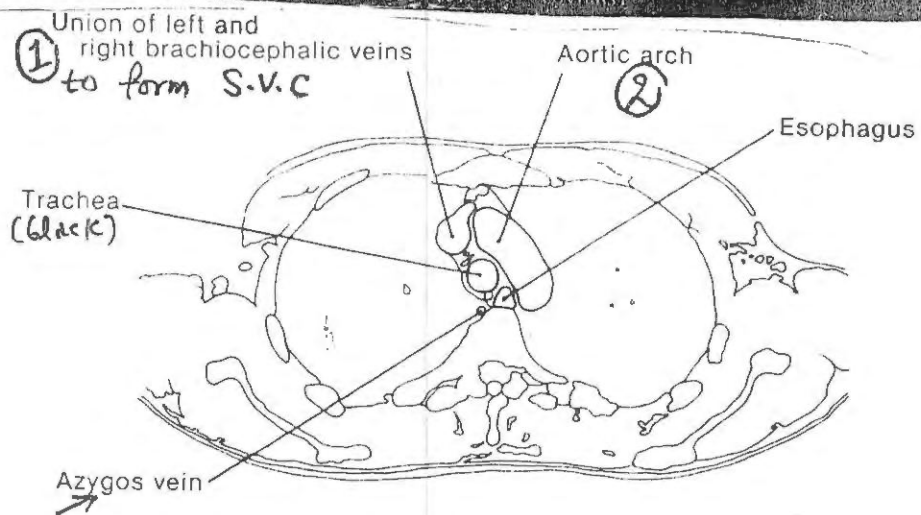 Union of left and
① right brachiocephalic veins
to form S.V.C
Aortic arch
②
Esophagus
Trachea
(black)
Azygos vein